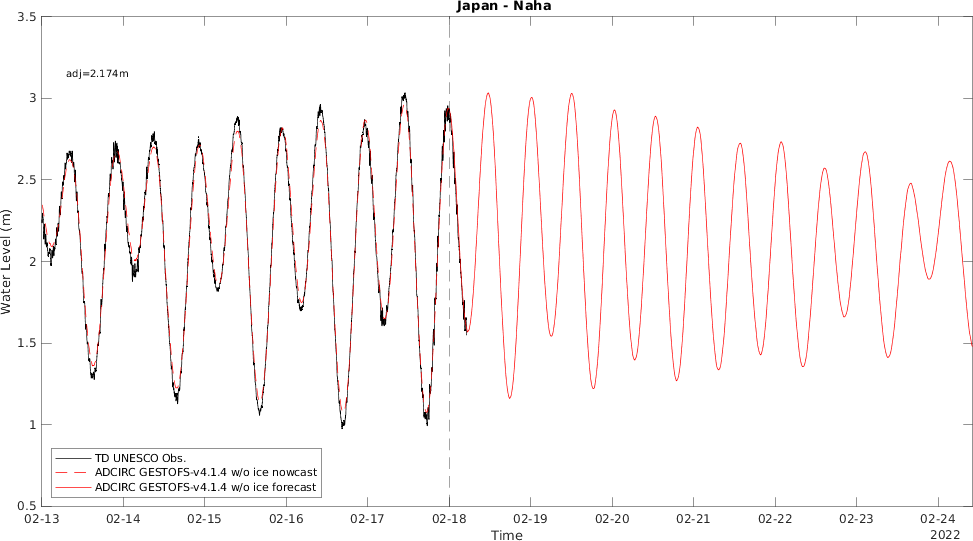 Japan - Naha
adj=2.174m
Water Level (m)
3.5
3
2.5
2
1.5
1
0.5
TD UNESCO Obs.
ADCIRC GESTOFS-v4.1.4 w/o ice nowcast
ADCIRC GESTOFS-v4.1.4 w/o ice forecast
02-13 02-14 02-15 02-16 02-17 02-18 02-19 02-20 02-21 02-22 02-23 02-24
2022
Time